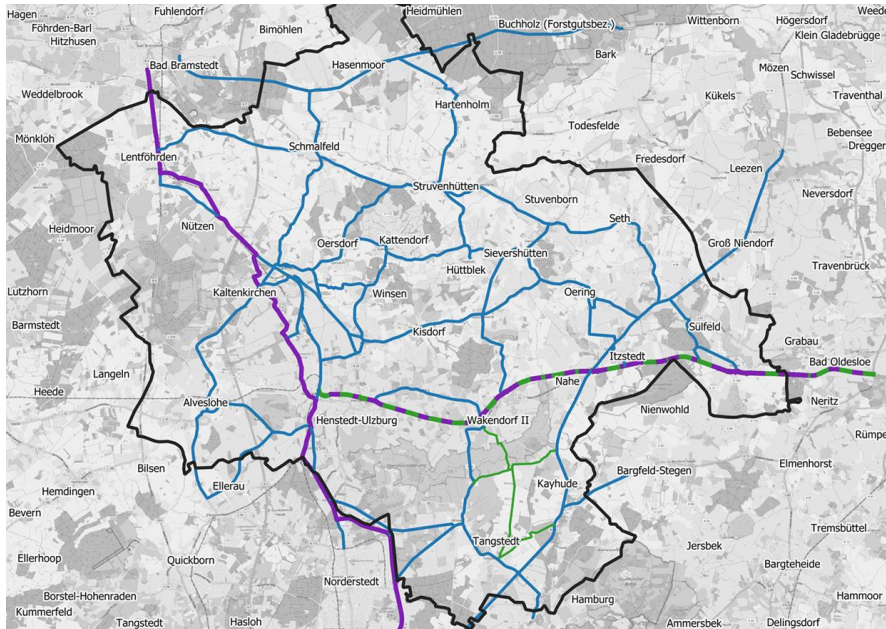 Hagen
Fuhlendorf
Heidmühlen
Weede
Föhrden-Barl
Bimöhlen
Buchholz (Forstgutsbez.)
Wittenborn
Högersdorf
Hitzhusen
Klein Gladebrügge
Bad Bramstedt
Hasenmoor
Bark
Mözen
Schwissel
Weddelbrook
Hartenholm
Kükels
Traventhal
Mönkloh
Todesfelde
Bebensee
Schmalfeld
Dregger
Lentföhrden
Fredesdorf
Leezen
Struvenhütten
Stuvenborn
Neversdorf
Heidmoor
Nützen
Seth
Oersdorf
Kattendorf
Sievershütten
Groß Niendorf
Hüttblek
Travenbrück
Lutzhorn
Kaltenkirchen
Winsen
Oering
Barmstedt
Kisdorf
Sülfeld
Grabau
Itzstedt
Bad Oldesloe
Langeln
Nahe
Heede
Alveslohe
Nienwohld
Neritz
Henstedt-Ulzburg
Wakendorf II
Rümpe
Bilsen
Elmenhorst
Hemdingen
Ellerau
Kayhude
Bargfeld-Stegen
Bevern
Tremsbüttel
Tangstedt
Jersbek
Ellerhoop
Quickborn
Bargteheide
Norderstedt
Borstel-Hohenraden
Hamburg
Hammoor
Kummerfeld
Tangstedt
Hasloh
Ammersbek
Delingsdorf